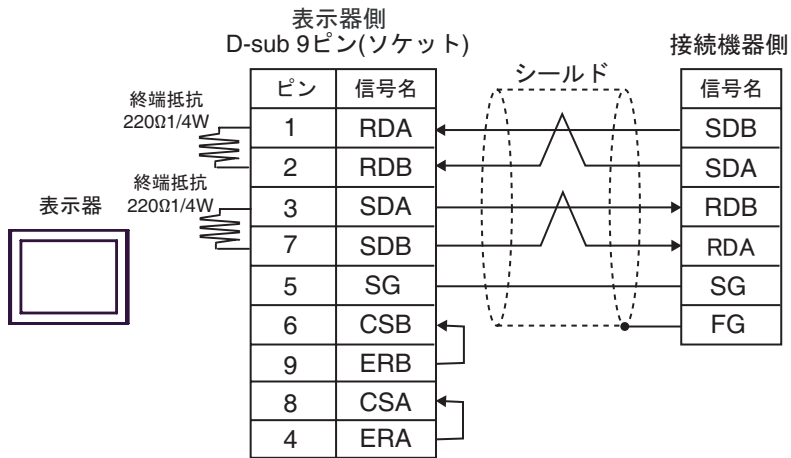 表示器側
D-sub 9ピン(ソケット)
接続機器側
シールド
ピン 信号名 信号名
終端抵抗
220Ω1/4W
1 RDA SDB
2 RDB SDA
終端抵抗
220Ω1/4W
表示器
3 SDA RDB
7 SDB RDA
5 SG SG
6 CSB FG
9 ERB
8 CSA
4 ERA